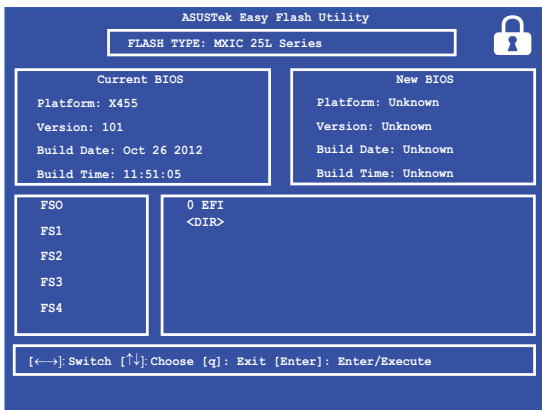 ASUSTek Easy Flash Utility
FLASH TYPE: MXIC 25L Series
Current BIOS
Platform: X455
Version: 101
Build Date: Oct 26 2012
Build Time: 11:51:05
New BIOS
Platform: Unknown
Version: Unknown
Build Date: Unknown
Build Time: Unknown
FSO
FS1
FS2
FS3
FS4
0 EFI
<DIR>
[←→]: Switch [↑↓]: Choose [q]: Exit [Enter]: Enter/Execute